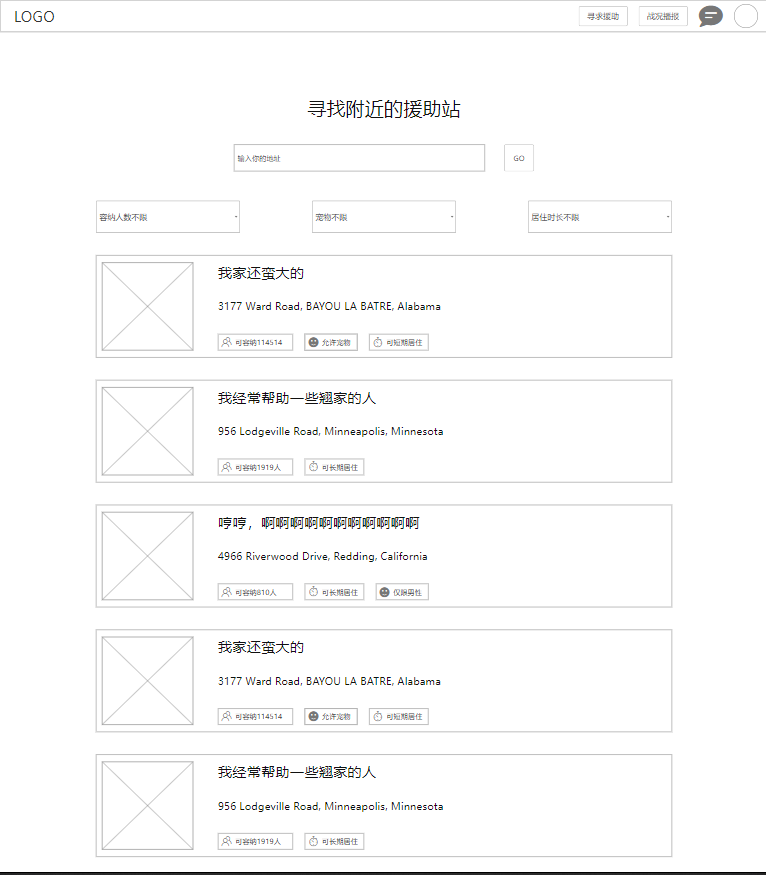 LOGO
寻求援助
战况播报
寻找附近的援助站
输入你的地址
GO
容纳人数不限
宠物不限
居住时长不限
我家还蛮大的
3177 Ward Road, BAYOU LA BATRE, Alabama
可容纳114514
允许宠物
可短期居住
我经常帮助一些翘家的人
956 Lodgeville Road, Minneapolis, Minnesota
可容纳1919人
可长期居住
哼哼，啊啊啊啊啊啊啊啊啊啊啊
4966 Riverwood Drive, Redding, California
可容纳810人
可长期居住
仅限男性
我家还蛮大的
3177 Ward Road, BAYOU LA BATRE, Alabama
可容纳114514
允许宠物
可短期居住
我经常帮助一些翘家的人
956 Lodgeville Road, Minneapolis, Minnesota
可容纳1919人
可长期居住